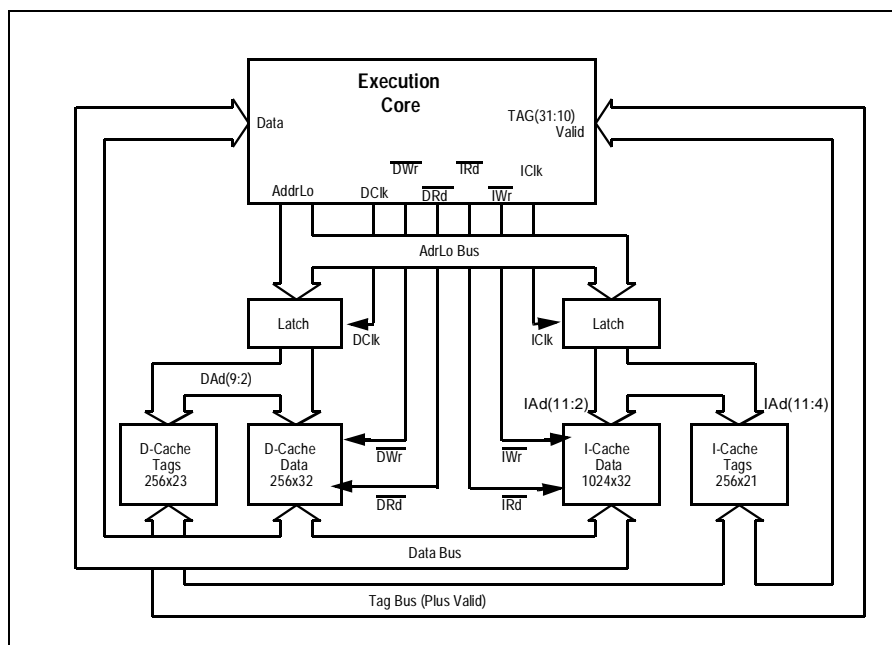 Execution
Core
Data
TAG(31:10)
Valid
DWr
IRd
IClk
AddrLo
DClk
DRd
IWr
AdrLo Bus
Latch
DClk
IClk
Latch
DAd(9:2)
IAd(11:2)
IAd(11:4)
D-Cache
Tags
256x23
D-Cache
Data
256x32
DWr
DRd
IWr
IRd
I-Cache
Data
1024x32
I-Cache
Tags
256x21
Data Bus
Tag Bus (Plus Valid)